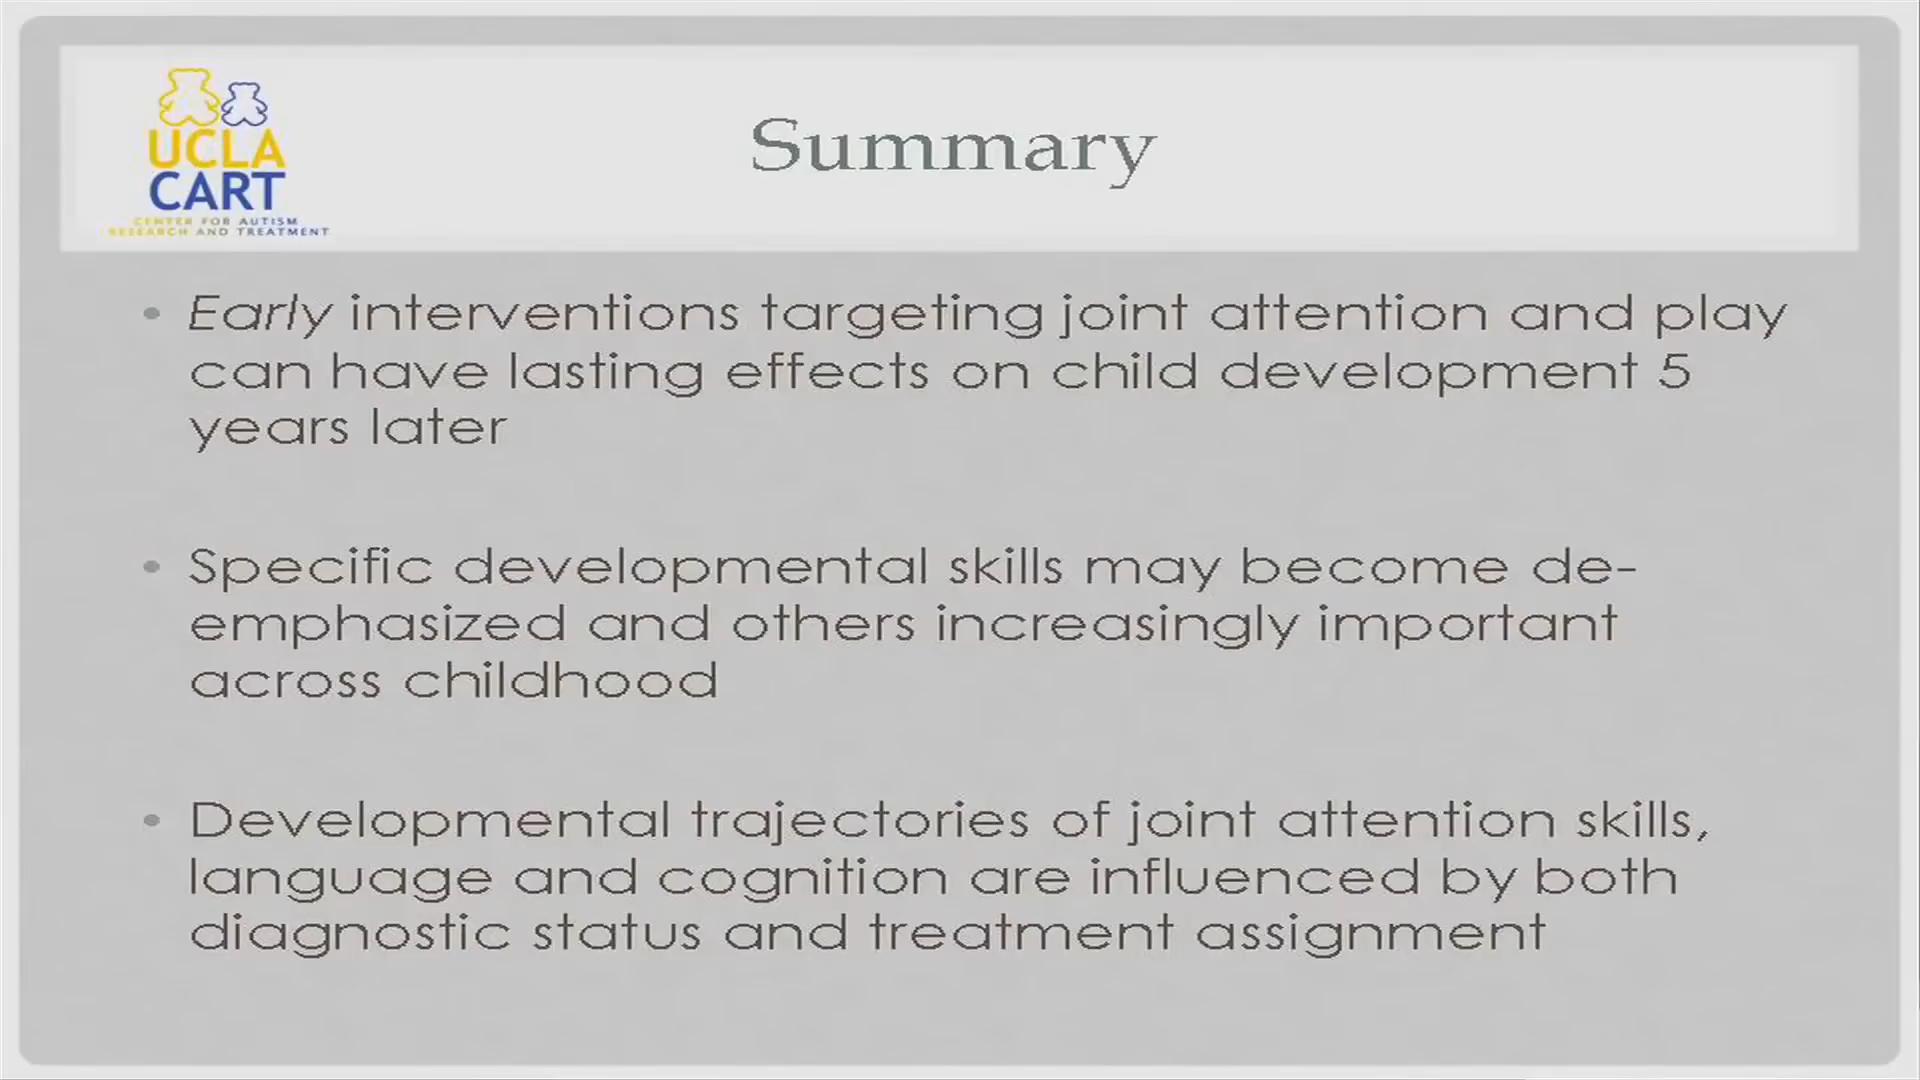 UCLA
CART
CENTER FOR AUTISM
RESEARCH AND TREATMENT
Summary
• Early interventions targeting joint attention and play
can have lasting effects on child development 5
years later
• Specific developmental skills may become de-
emphasized and others increasingly important
across childhood
• Developmental trajectories of joint attention skills,
language and cognition are influenced by both
diagnostic status and treatment assignment